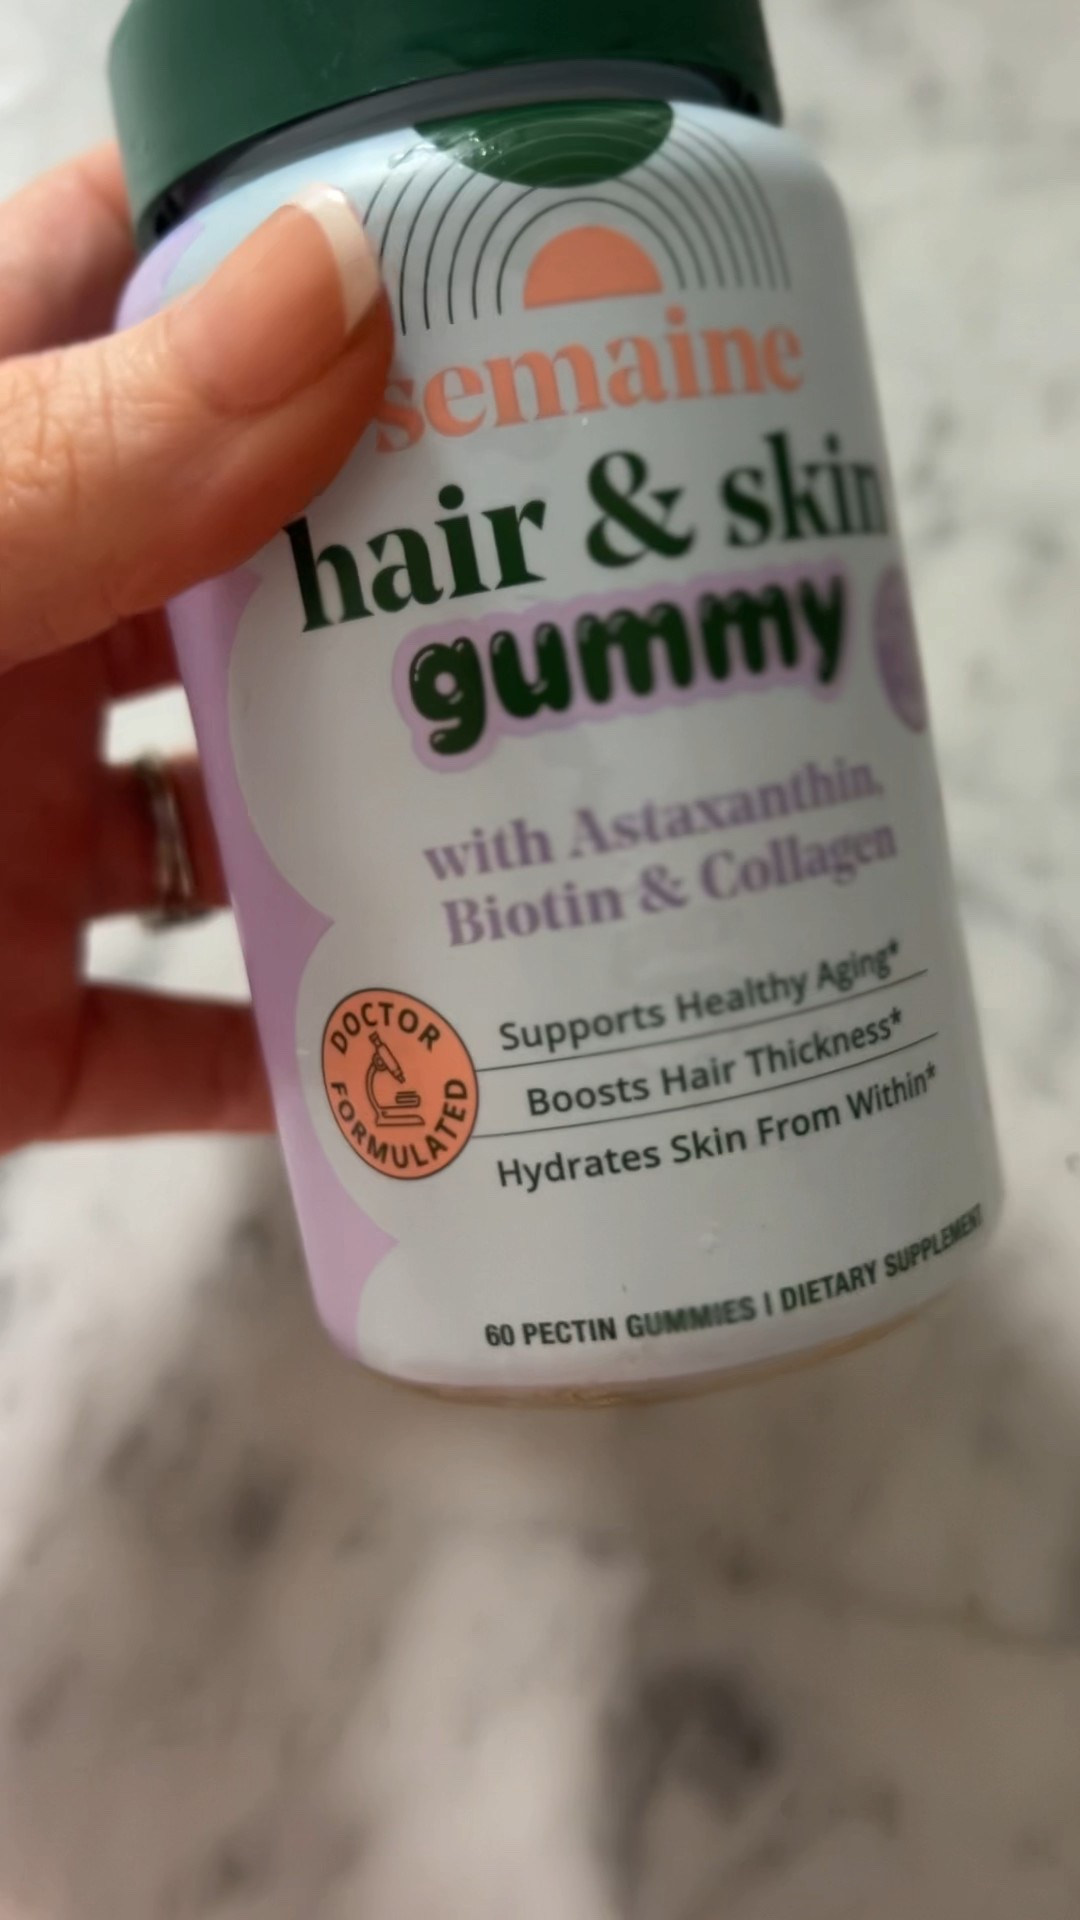 semaine
hair & skin
gummy
with Astaxanthin,
Biotin & Collagen
DOCTOR
FORMULATED
Supports Healthy Aging*
Boosts Hair Thickness*
Hydrates Skin From Within*
60 PECTIN GUMMIES | DIETARY SUPPLEMENT